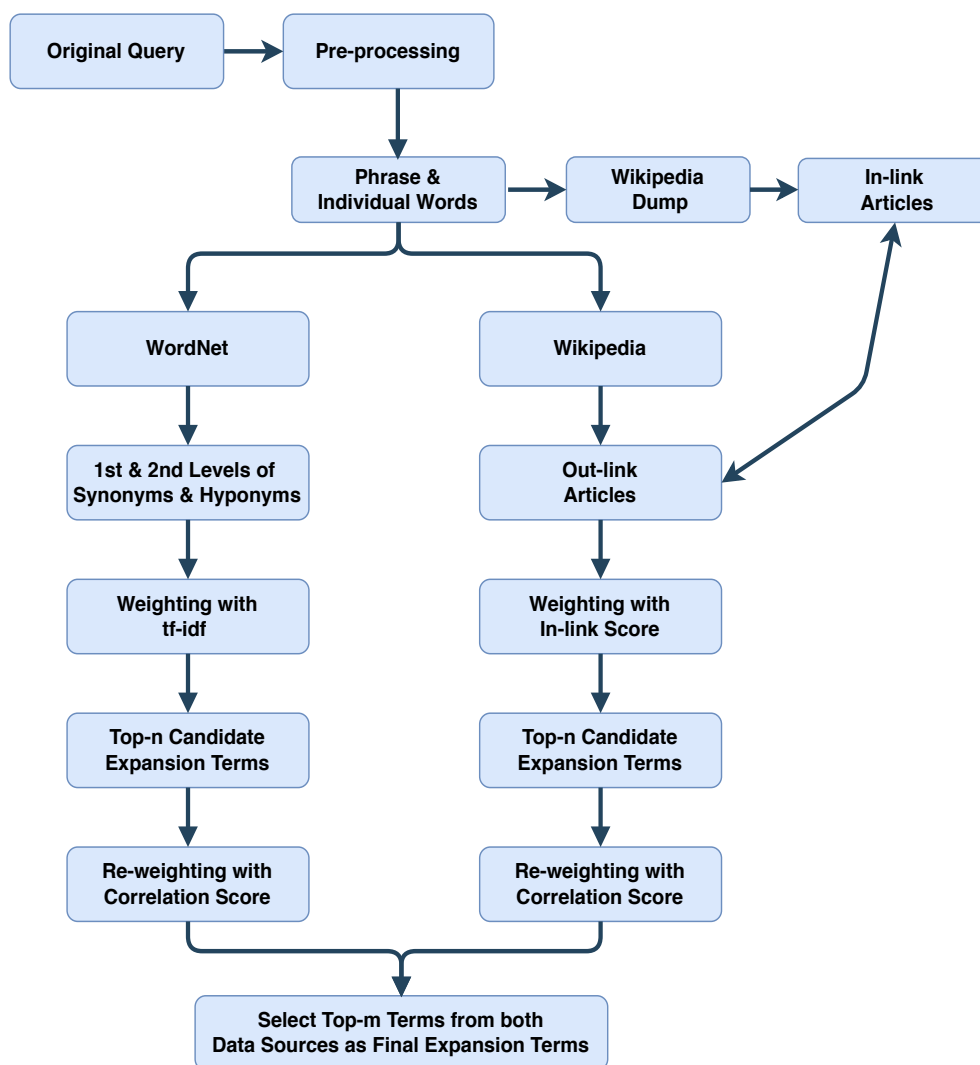 Original Query
Pre-processing
Phrase &
Individual Words
Wikipedia
Dump
In-link
Articles
WordNet
Wikipedia
1st & 2nd Levels of
Synonyms & Hyponyms
Out-link
Articles
Weighting with
tf-idf
Weighting with
In-link Score
Top-n Candidate
Expansion Terms
Top-n Candidate
Expansion Terms
Re-weighting with
Correlation Score
Re-weighting with
Correlation Score
Select Top-m Terms from both
Data Sources as Final Expansion Terms